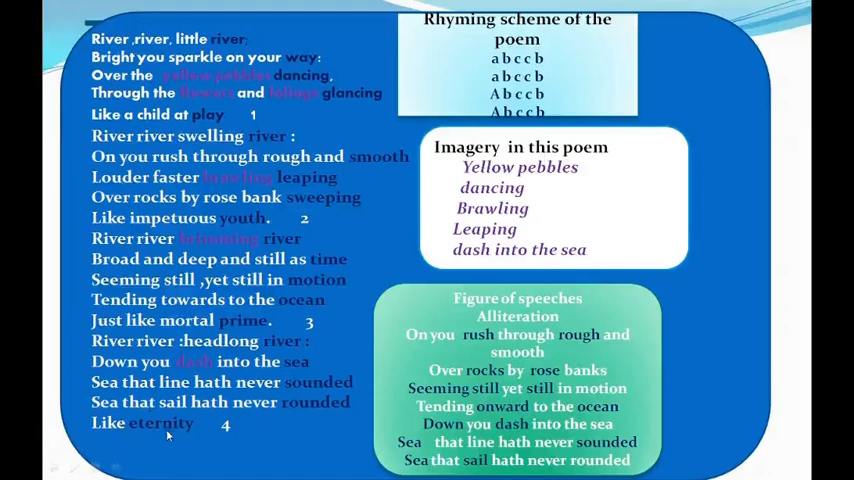 River ,river, little river;
Bright you sparkle on your way:
Over the yellow pebbles dancing,
Through the flowers and foliage glancing
Like a child at play 1
River river swelling river :
On you rush through rough and smooth
Louder faster brawling leaping
Over rocks by rose bank sweeping
Like impetuous youth. 2
River river brimming river
Broad and deep and still as time
Seeming still ,yet still in motion
Tending towards to the ocean
Just like mortal prime. 3
River river :headlong river :
Down you dash into the sea
Sea that line hath never sounded
Sea that sail hath never rounded
Like eternity 4
Rhyming scheme of the
poem
a b c c b
a b c c b
A b c c b
A b c c b
Imagery in this poem
Yellow pebbles
dancing
Brawling
Leaping
dash into the sea
Figure of speeches
Alliteration
On you rush through rough and
smooth
Over rocks by rose banks
Seeming still yet still in motion
Tending onward to the ocean
Down you dash into the sea
Sea that line hath never sounded
Sea that sail hath never rounded